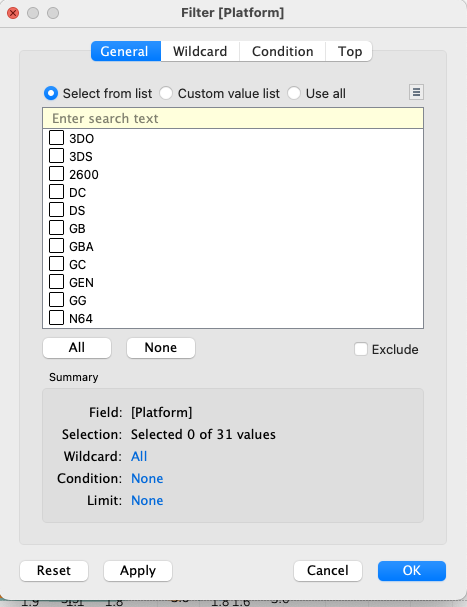 Filter [Platform]
General Wildcard Condition Top
Select from list Custom value list Use all
Enter search text
3DO
3DS
2600
DC
DS
GB
GBA
GC
GEN
GG
N64
All None Exclude
Summary
Field: [Platform]
Selection: Selected 0 of 31 values
Wildcard: All
Condition: None
Limit: None
Reset Apply Cancel OK